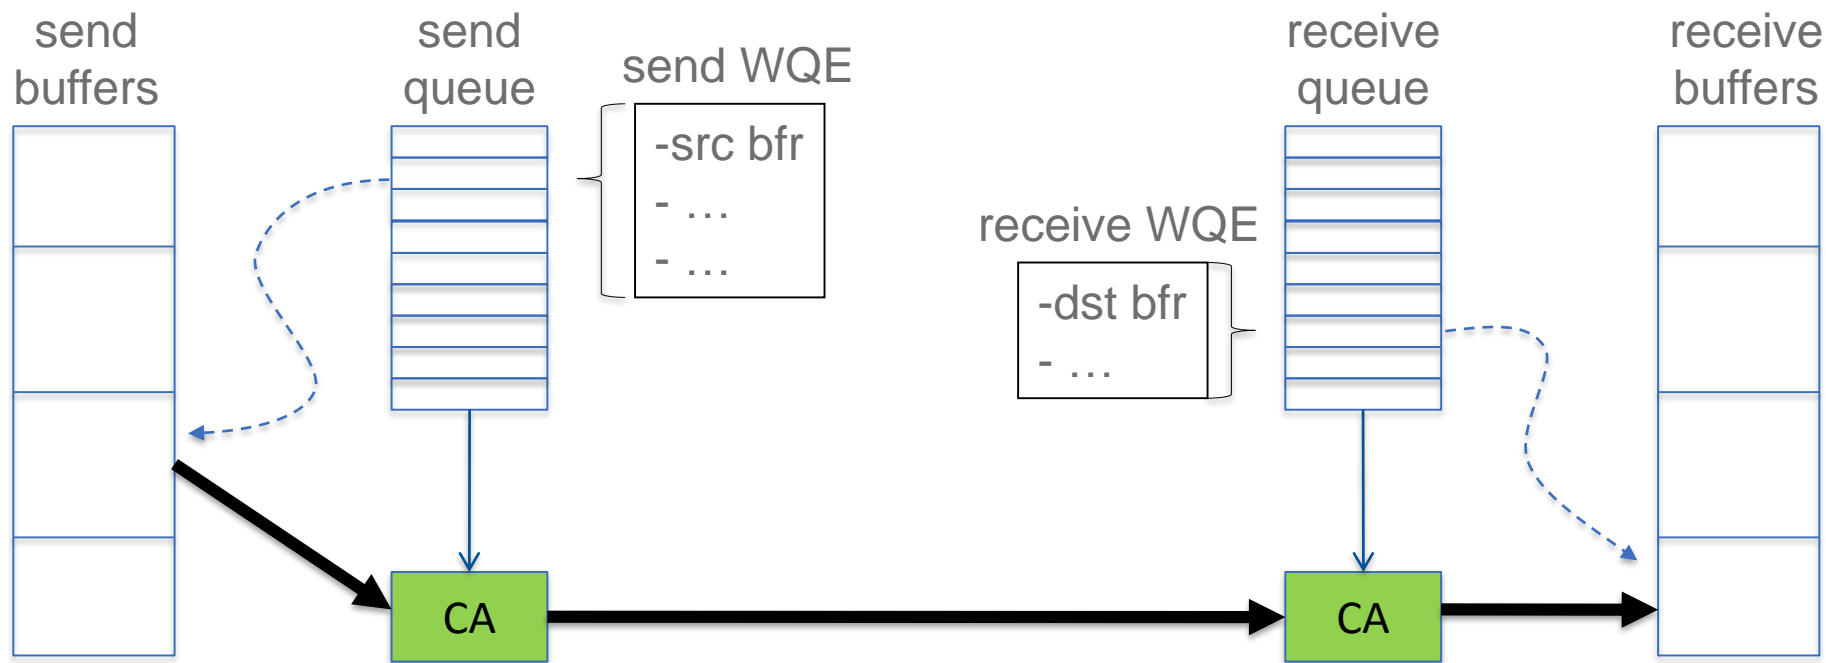 send
buffers
send
queue
send WQE
-src bfr
- …
- …
receive WQE
-dst bfr
- …
receive
queue
receive
buffers
CA
CA